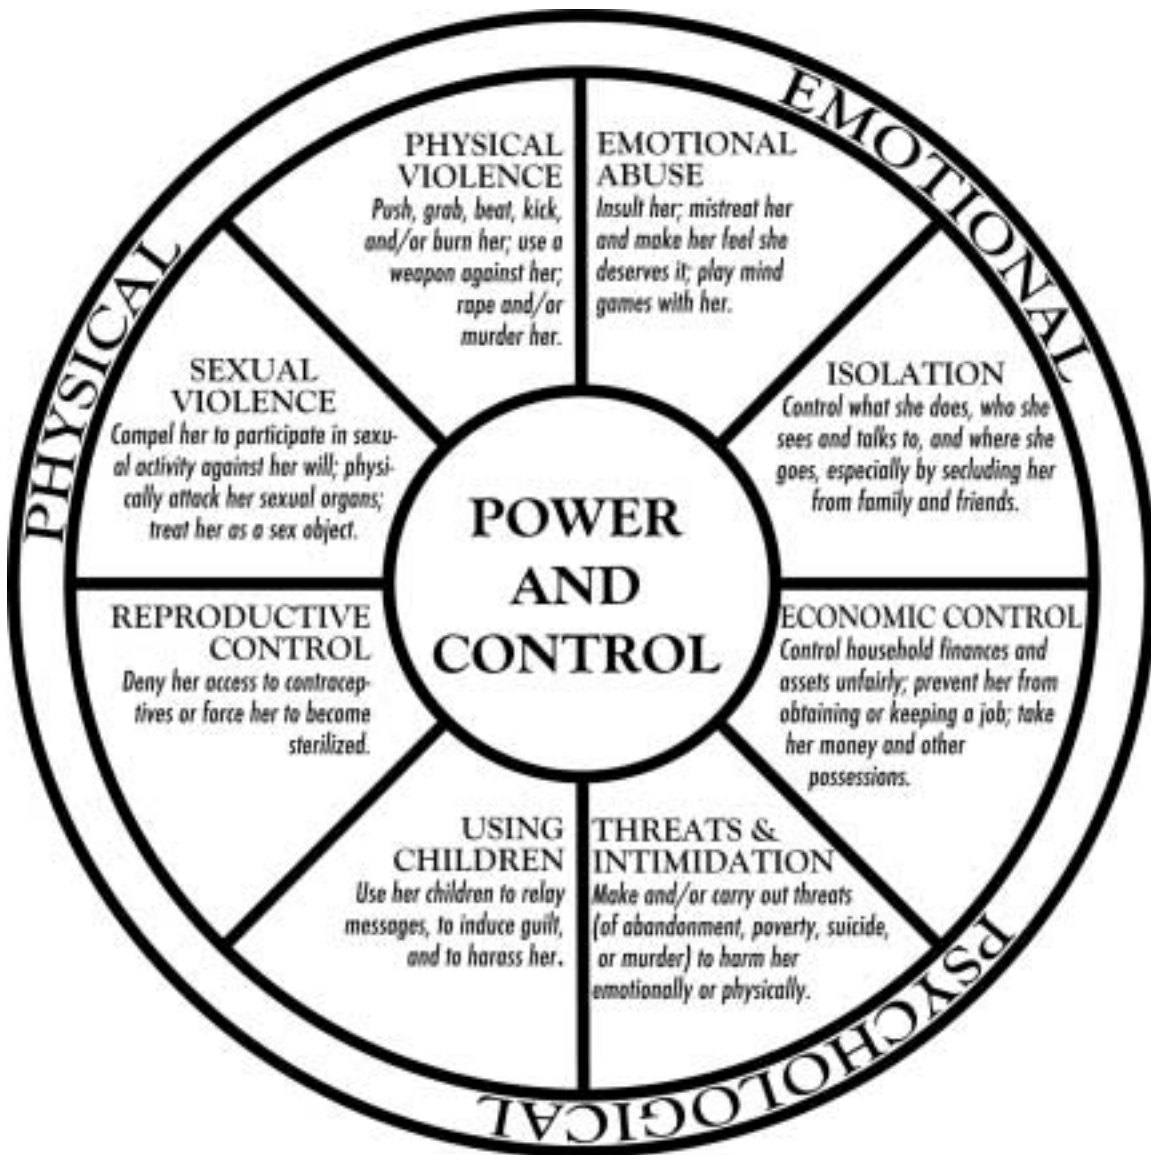 EMOTIONAL
PHYSICAL
PSYCHOLOGICAL
PHYSICAL
VIOLENCE
Push, grab, beat, kick,
and/or burn her; use a
weapon against her;
rape and/or
murder her.
EMOTIONAL
ABUSE
Insult her; mistreat her
and make her feel she
deserves it; play mind
games with her.
ISOLATION
Control what she does, who she
sees and talks to, and where she
goes, especially by secluding her
from family and friends.
ECONOMIC CONTROL
Control household finances and
assets unfairly; prevent her from
obtaining or keeping a job; take
her money and other
possessions.
THREATS &
INTIMIDATION
Make and/or carry out threats
(of abandonment, poverty, suicide,
or murder) to harm her
emotionally or physically.
USING
CHILDREN
Use her children to relay
messages, to induce guilt,
and to harass her.
REPRODUCTIVE
CONTROL
Deny her access to contracep-
tives or force her to become
sterilized.
SEXUAL
VIOLENCE
Compel her to participate in sexu-
al activity against her will; physi-
cally attack her sexual organs;
treat her as a sex object.
POWER
AND
CONTROL